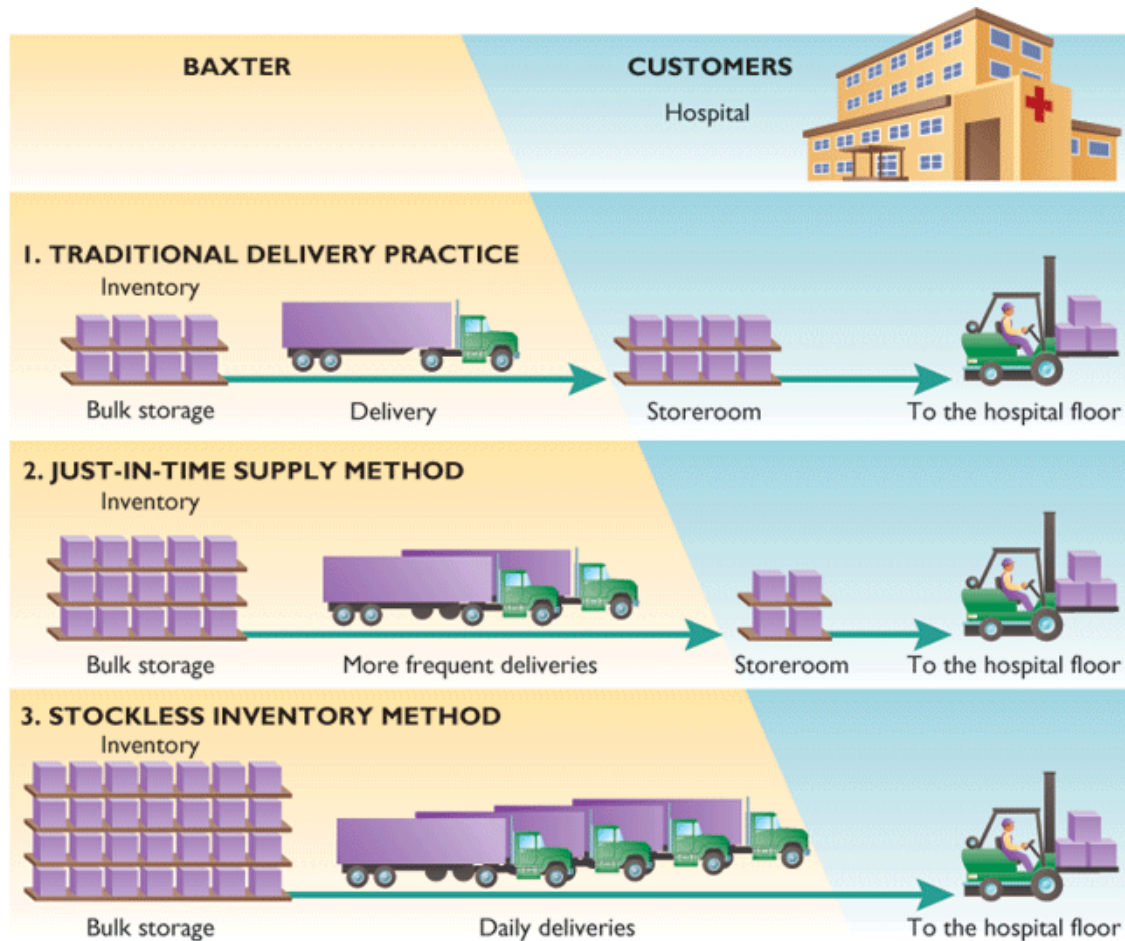 BAXTER
CUSTOMERS
Hospital
1. TRADITIONAL DELIVERY PRACTICE
Inventory
Bulk storage
Delivery
Storeroom
To the hospital floor
2. JUST-IN-TIME SUPPLY METHOD
Inventory
Bulk storage
More frequent deliveries
Storeroom
To the hospital floor
3. STOCKLESS INVENTORY METHOD
Inventory
Bulk storage
Daily deliveries
To the hospital floor